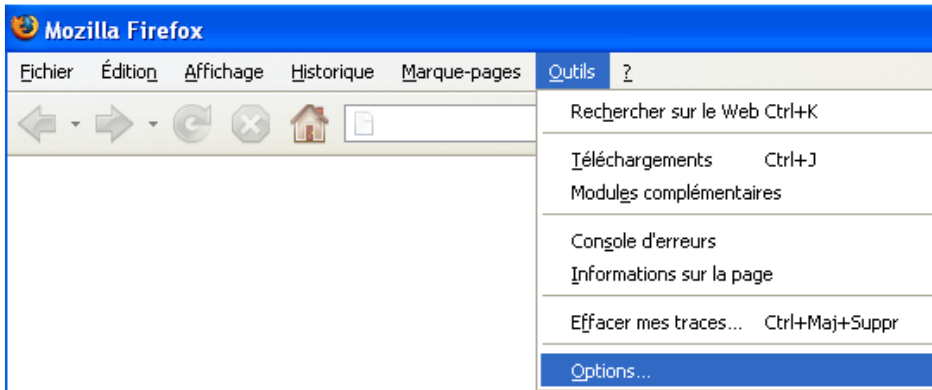 Mozilla Firefox
Fichier Édition Affichage Historique Marque-pages Outils ?
Rechercher sur le Web Ctrl+K
Téléchargements Ctrl+J
Modules complémentaires
Console d'erreurs
Informations sur la page
Effacer mes traces... Ctrl+Maj+Suppr
Options...